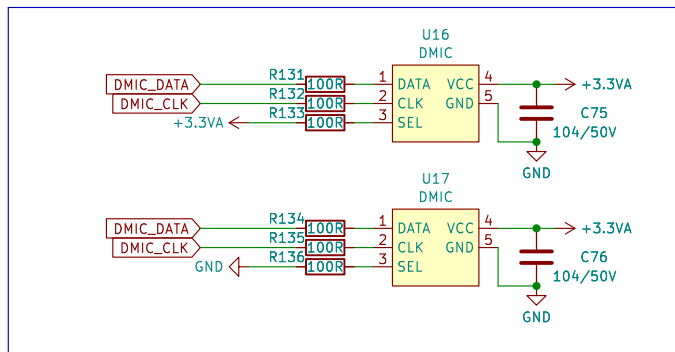 U16
DMIC
DMIC_DATA R131 100R 1 DATA VCC 4 +3.3VA
DMIC_CLK R132 100R 2 CLK GND 5
+3.3VA R133 100R 3 SEL
C75
104/50V
GND
U17
DMIC
DMIC_DATA R134 100R 1 DATA VCC 4 +3.3VA
DMIC_CLK R135 100R 2 CLK GND 5
GND R136 100R 3 SEL
C76
104/50V
GND